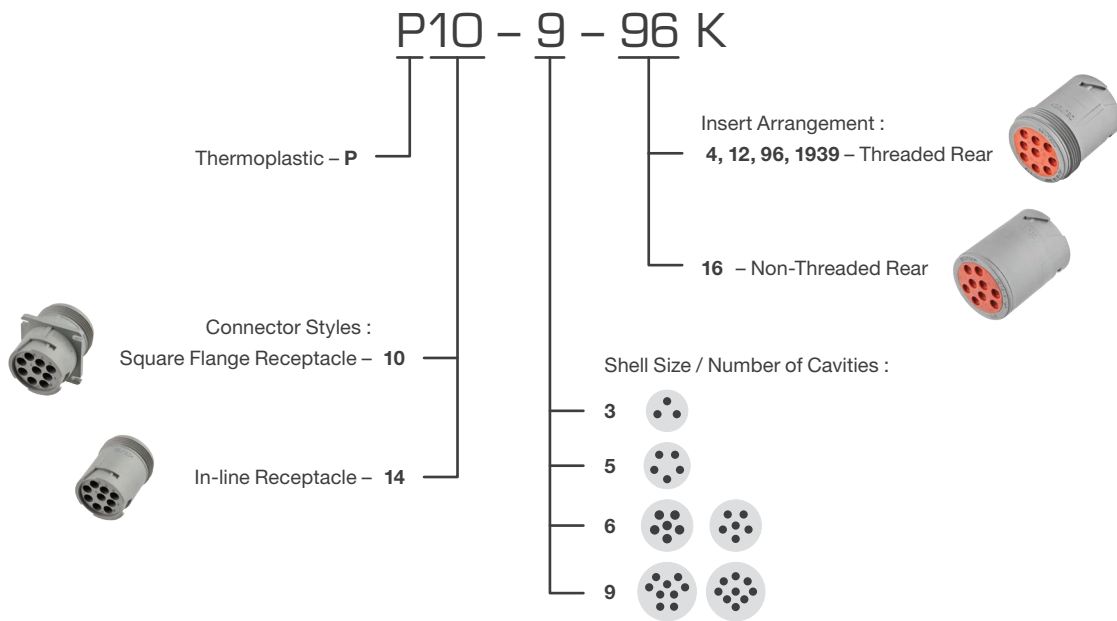 P10 – 9 – 96 K
Insert Arrangement :
4, 12, 96, 1939 – Threaded Rear
Thermoplastic – P
16 – Non-Threaded Rear
Connector Styles :
Square Flange Receptacle – 10
Shell Size / Number of Cavities :
3
5
In-line Receptacle – 14
6
9